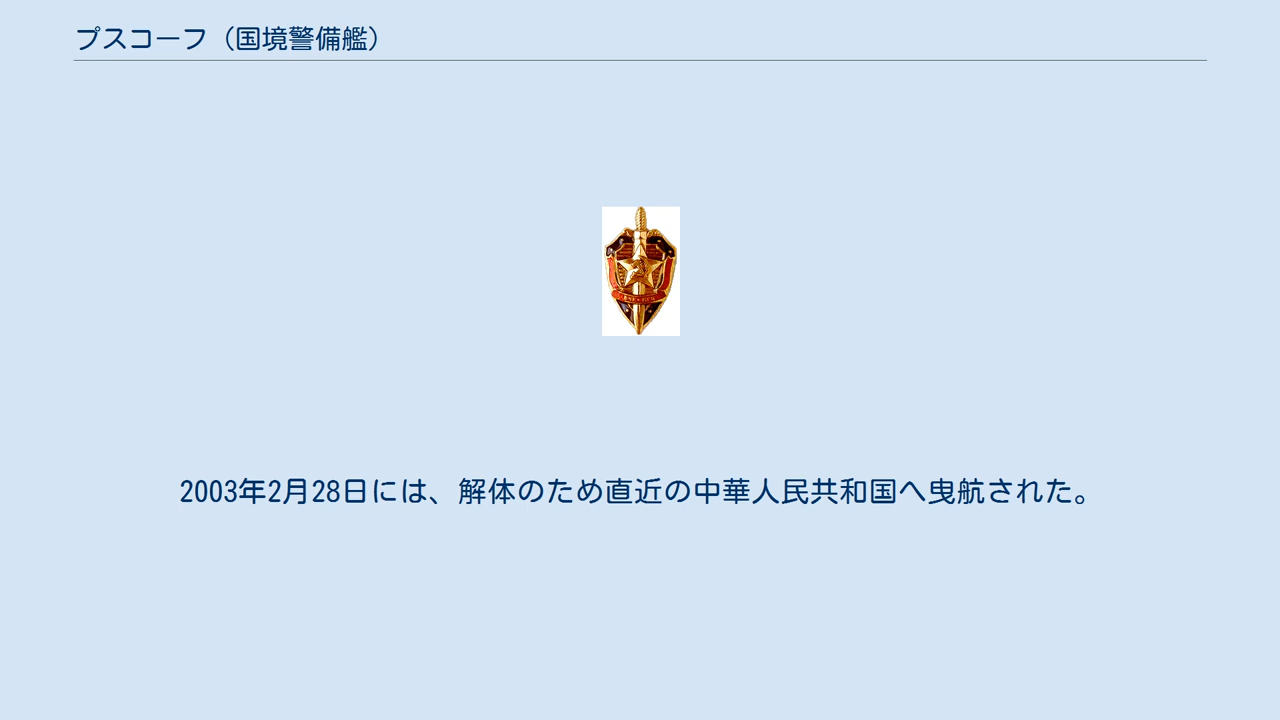 プスコーフ（国境警備艦）
2003年2月28日には、解体のため直近の中華人民共和国へ曳航された。